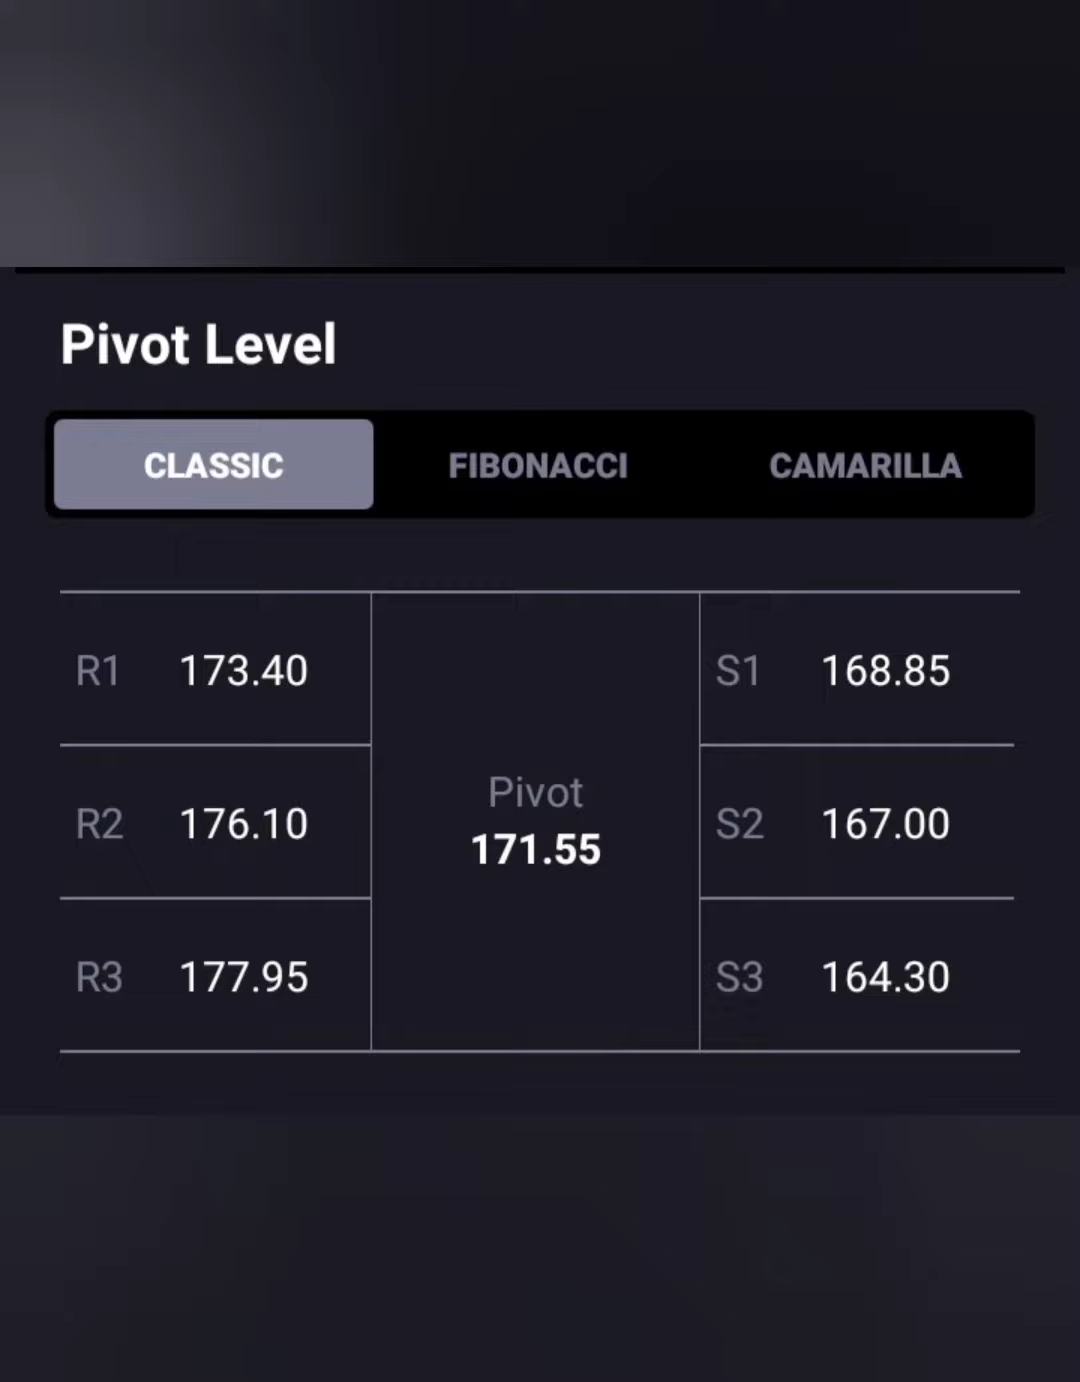 Pivot Level
CLASSIC FIBONACCI CAMARILLA
R1 173.40
R2 176.10
R3 177.95
Pivot
171.55
S1 168.85
S2 167.00
S3 164.30